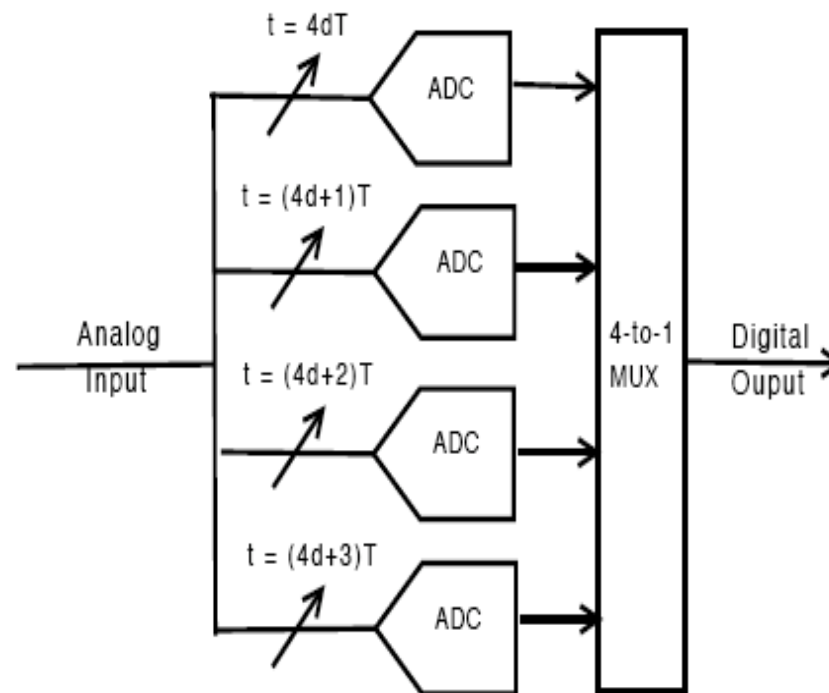 t = 4dT
ADC
t = (4d+1)T
ADC
Analog
Input
t = (4d+2)T
ADC
4-to-1
MUX
Digital
Ouput
t = (4d+3)T
ADC